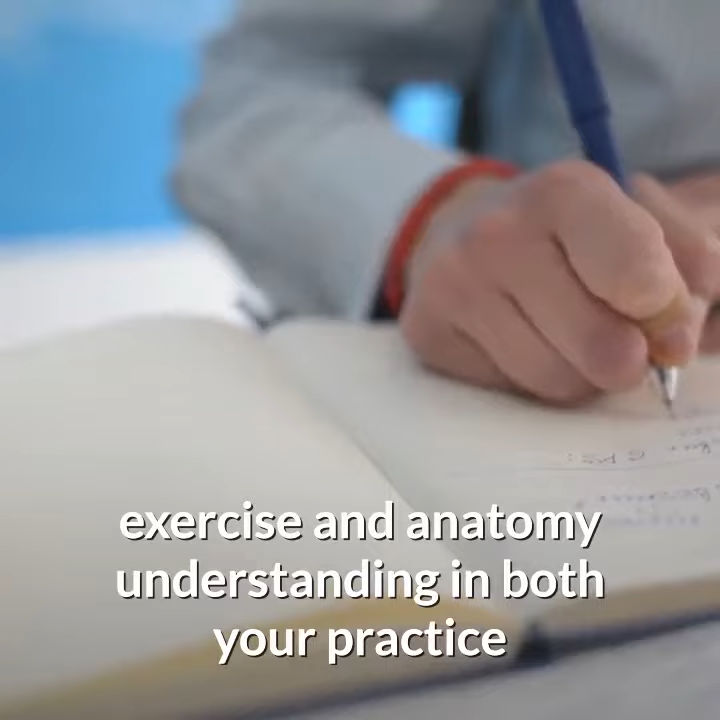 exercise and anatomy
understanding in both
your practice